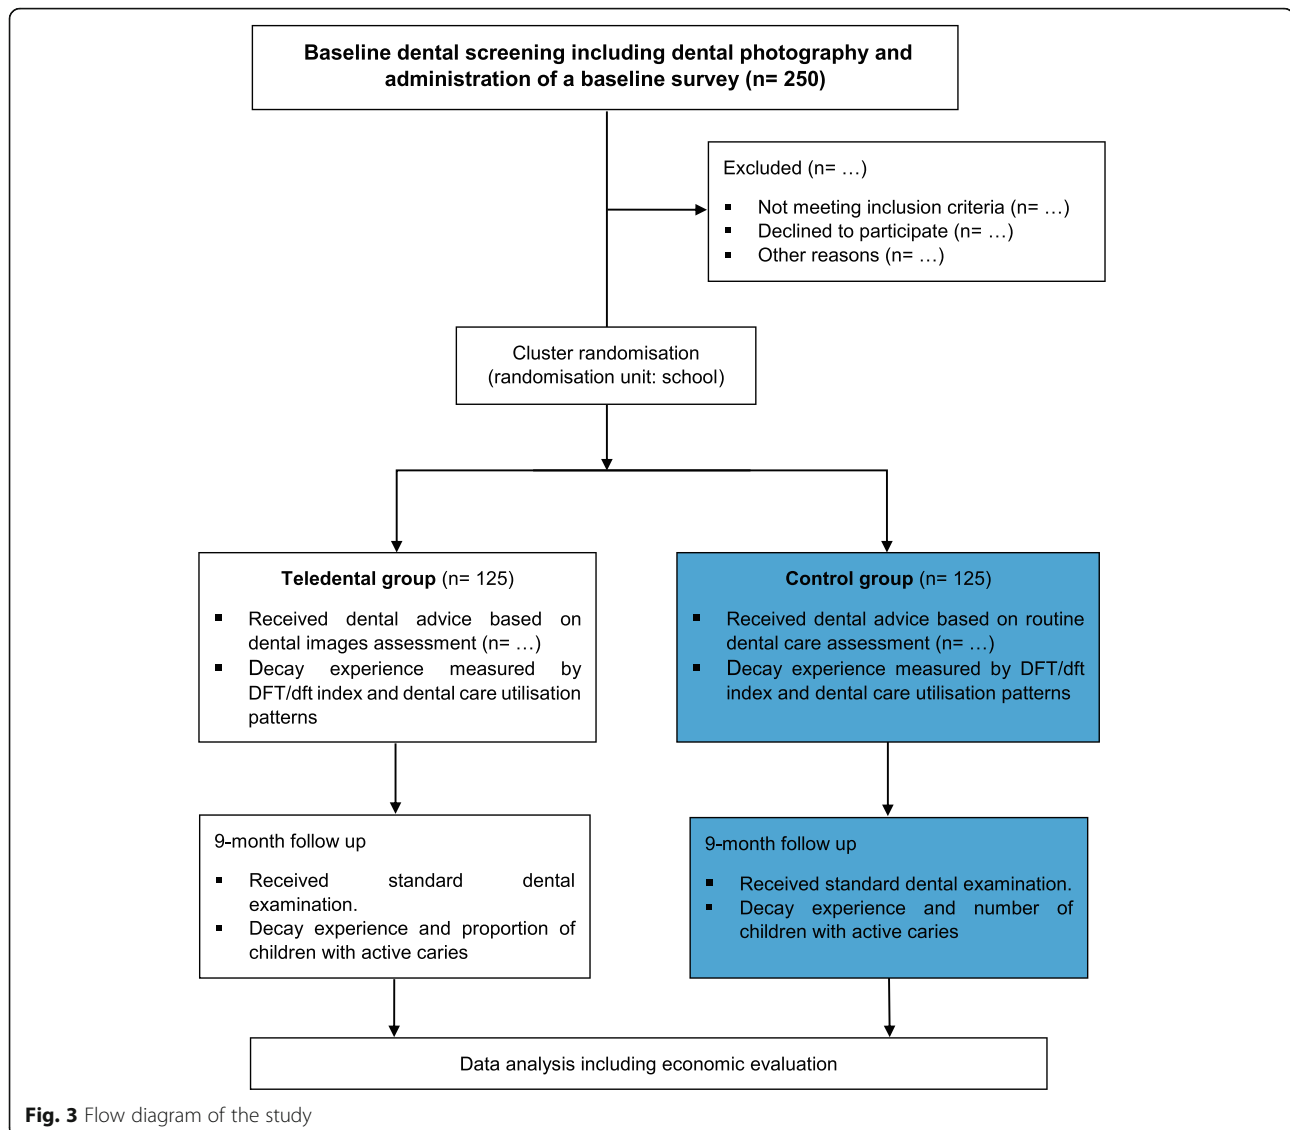 Baseline dental screening including dental photography and
administration of a baseline survey (n= 250)
Excluded (n= …)
▪ Not meeting inclusion criteria (n= …)
▪ Declined to participate (n= …)
▪ Other reasons (n= …)
Cluster randomisation
(randomisation unit: school)
Teledental group (n= 125)
▪ Received dental advice based on
dental images assessment (n= …)
▪ Decay experience measured by
DFT/dft index and dental care utilisation
patterns
Control group (n= 125)
▪ Received dental advice based on routine
dental care assessment (n= …)
▪ Decay experience measured by DFT/dft
index and dental care utilisation patterns
9-month follow up
▪ Received standard dental
examination.
▪ Decay experience and proportion of
children with active caries
9-month follow up
▪ Received standard dental examination.
▪ Decay experience and number of
children with active caries
Data analysis including economic evaluation
Fig. 3 Flow diagram of the study